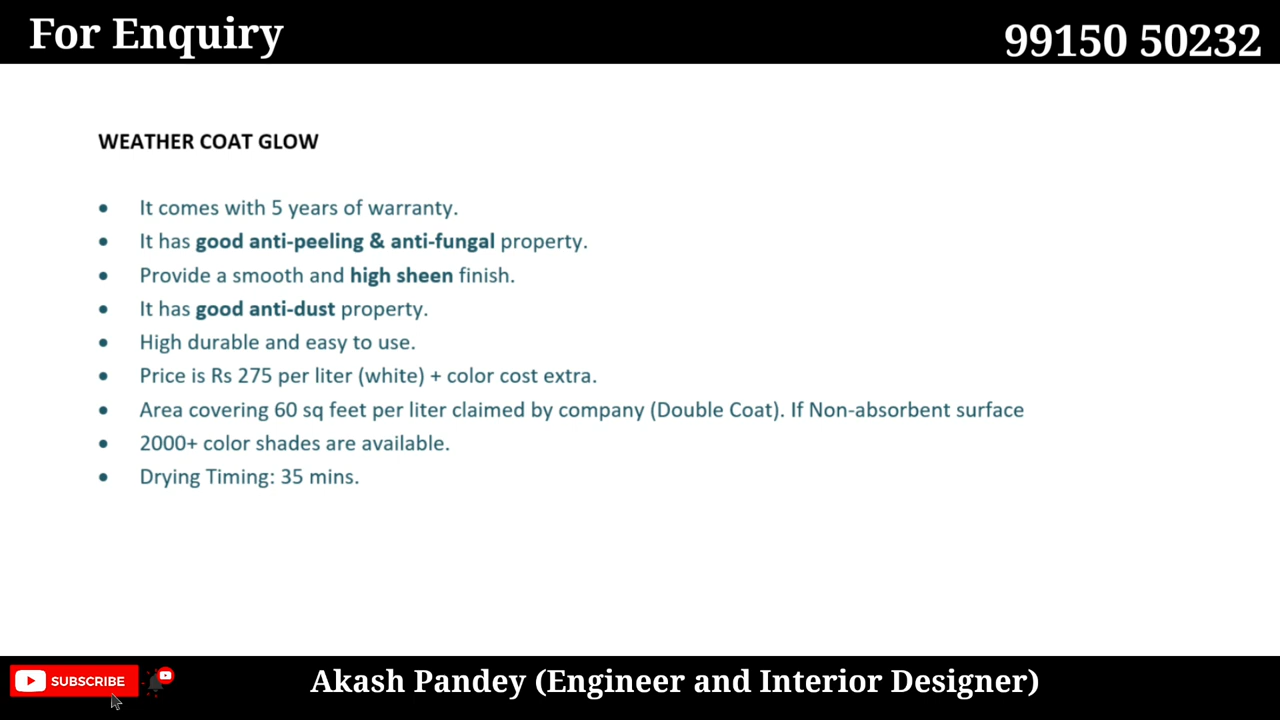 For Enquiry
99150 50232
WEATHER COAT GLOW
• It comes with 5 years of warranty.
• It has good anti-peeling & anti-fungal property.
• Provide a smooth and high sheen finish.
• It has good anti-dust property.
• High durable and easy to use.
• Price is Rs 275 per liter (white) + color cost extra.
• Area covering 60 sq feet per liter claimed by company (Double Coat). If Non-absorbent surface
• 2000+ color shades are available.
• Drying Timing: 35 mins.
SUBSCRIBE
Akash Pandey (Engineer and Interior Designer)